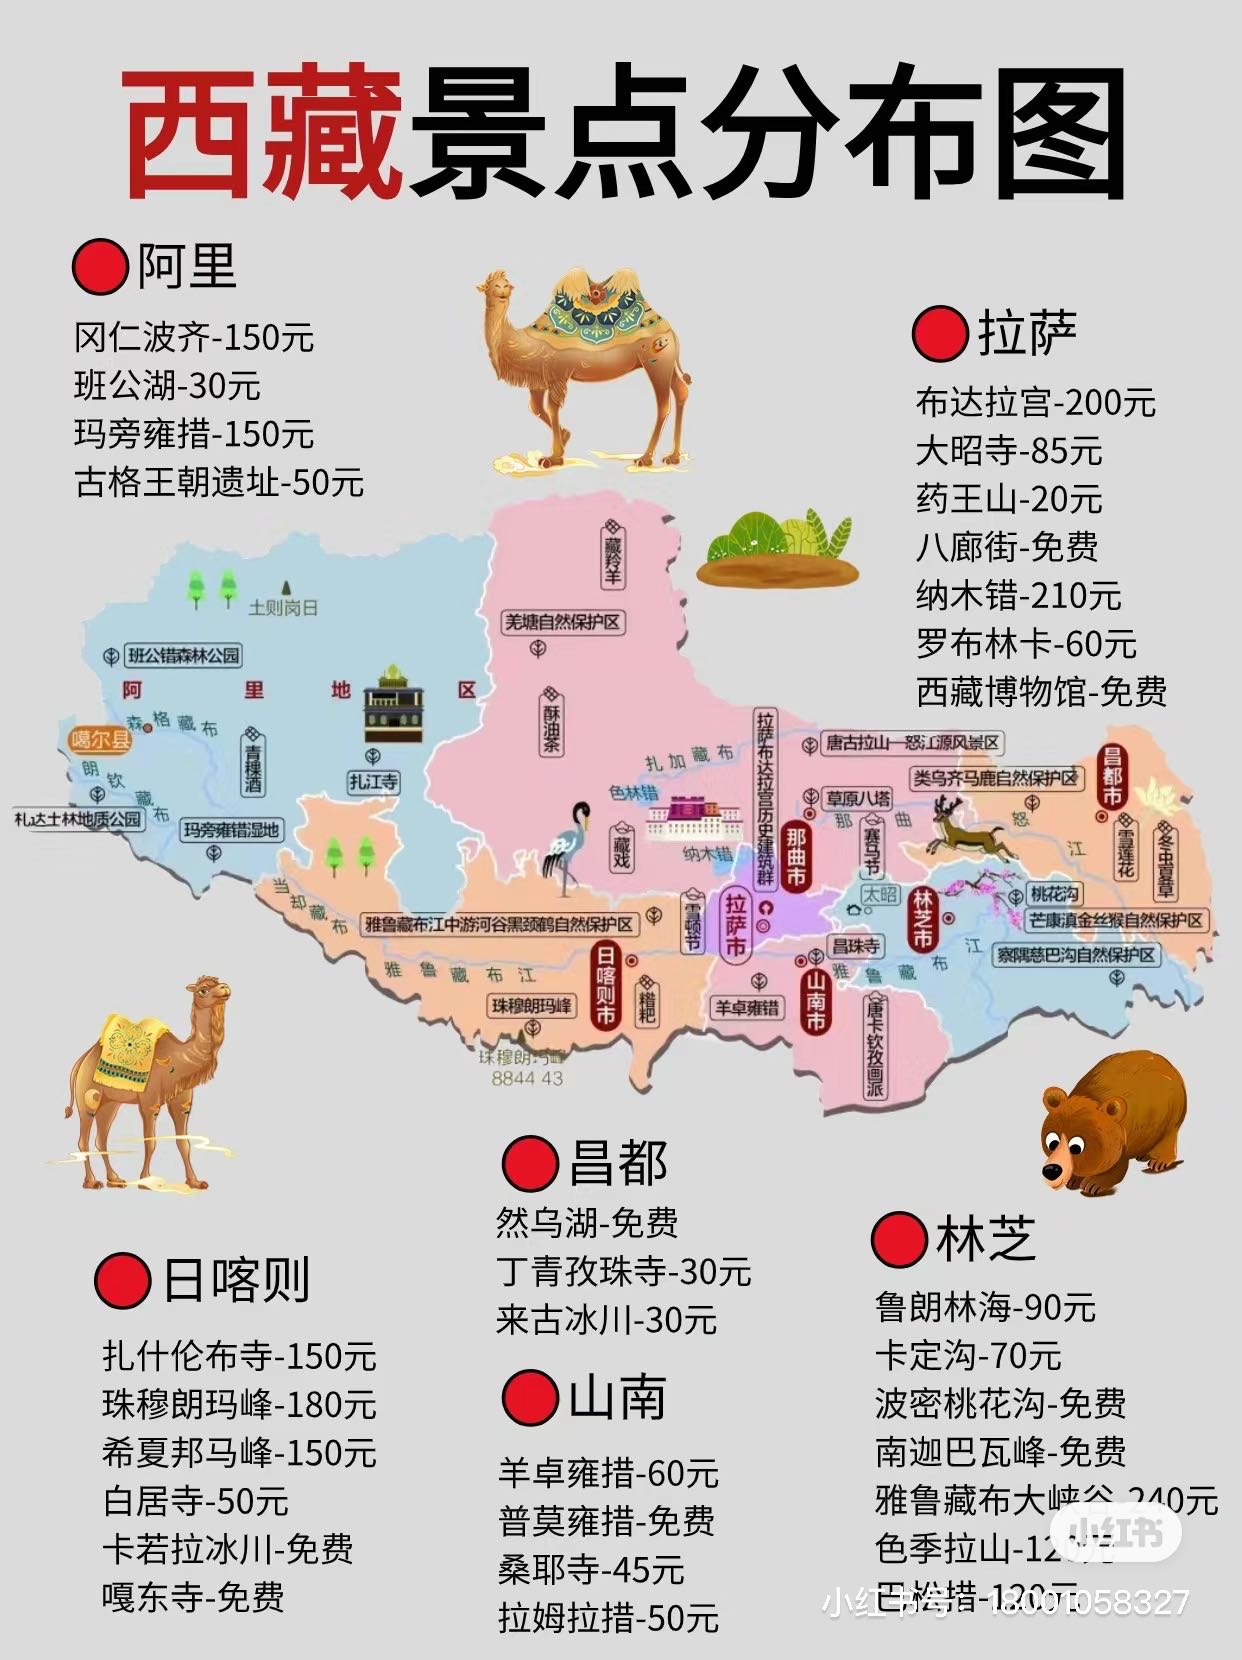 西藏景点分布图
阿里
冈仁波齐-150元
班公湖-30元
玛旁雍措-150元
古格王朝遗址-50元
拉萨
布达拉宫-200元
大昭寺-85元
药王山-20元
八廊街-免费
纳木错-210元
罗布林卡-60元
西藏博物馆-免费
藏羚羊
土则岗日
羌塘自然保护区
班公错森林公园
阿里地区
酥油茶
拉萨布达拉宫历史建筑群
唐古拉山—怒江源风景区
森格藏布
噶尔县
青稞酒
扎加藏布
昌都市
类乌齐马鹿自然保护区
朗钦藏布
扎江寺
色林错
草原八塔
札达土林地质公园
玛旁雍错湿地
藏戏
纳木错
那曲市
那曲
赛马节
怒江
雪莲花
冬虫夏草
当却藏布
雅鲁藏布江中游河谷黑颈鹤自然保护区
雪顿节
拉萨市
太昭
林芝市
桃花沟
芒康滇金丝猴自然保护区
昌珠寺
察隅慈巴沟自然保护区
雅鲁藏布江
日喀则市
珠穆朗玛峰
糌粑
羊卓雍错
山南市
雅鲁藏布江
唐卡钦孜画派
珠穆朗玛峰
8844 43
昌都
然乌湖-免费
丁青孜珠寺-30元
来古冰川-30元
日喀则
扎什伦布寺-150元
珠穆朗玛峰-180元
希夏邦马峰-150元
白居寺-50元
卡若拉冰川-免费
嘎东寺-免费
山南
羊卓雍措-60元
普莫雍措-免费
桑耶寺-45元
拉姆拉措-50元
林芝
鲁朗林海-90元
卡定沟-70元
波密桃花沟-免费
南迦巴瓦峰-免费
雅鲁藏布大峡谷-240元
色季拉山-120元
巴松措-120元
小红书
小红书号：18001058327